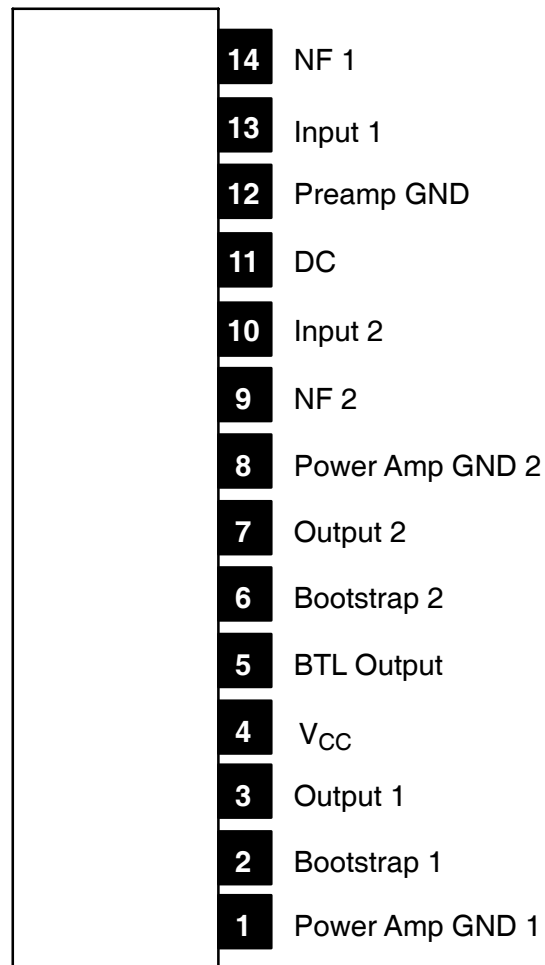 14 NF 1
13 Input 1
12 Preamp GND
11 DC
10 Input 2
9 NF 2
8 Power Amp GND 2
7 Output 2
6 Bootstrap 2
5 BTL Output
4 VCC
3 Output 1
2 Bootstrap 1
1 Power Amp GND 1